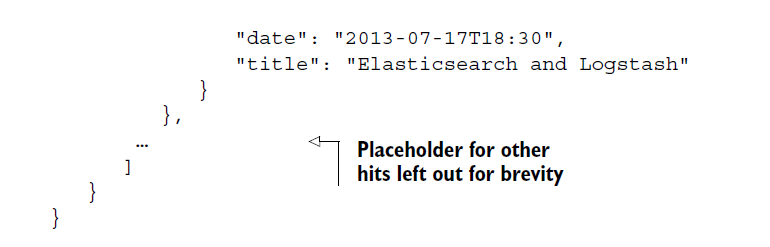 "date": "2013-07-17T18:30",
"title": "Elasticsearch and Logstash"
}
},
…
]
}
}
Placeholder for other
hits left out for brevity